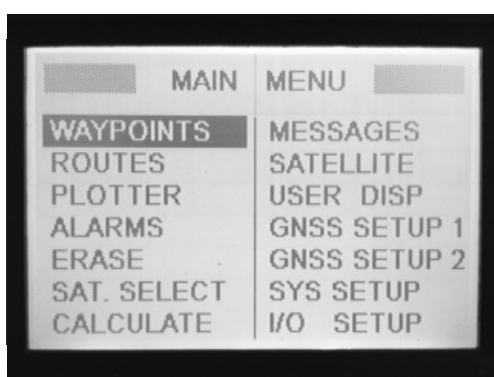 MAIN MENU
WAYPOINTS
ROUTES
PLOTTER
ALARMS
ERASE
SAT. SELECT
CALCULATE
MESSAGES
SATELLITE
USER DISP
GNSS SETUP 1
GNSS SETUP 2
SYS SETUP
I/O SETUP